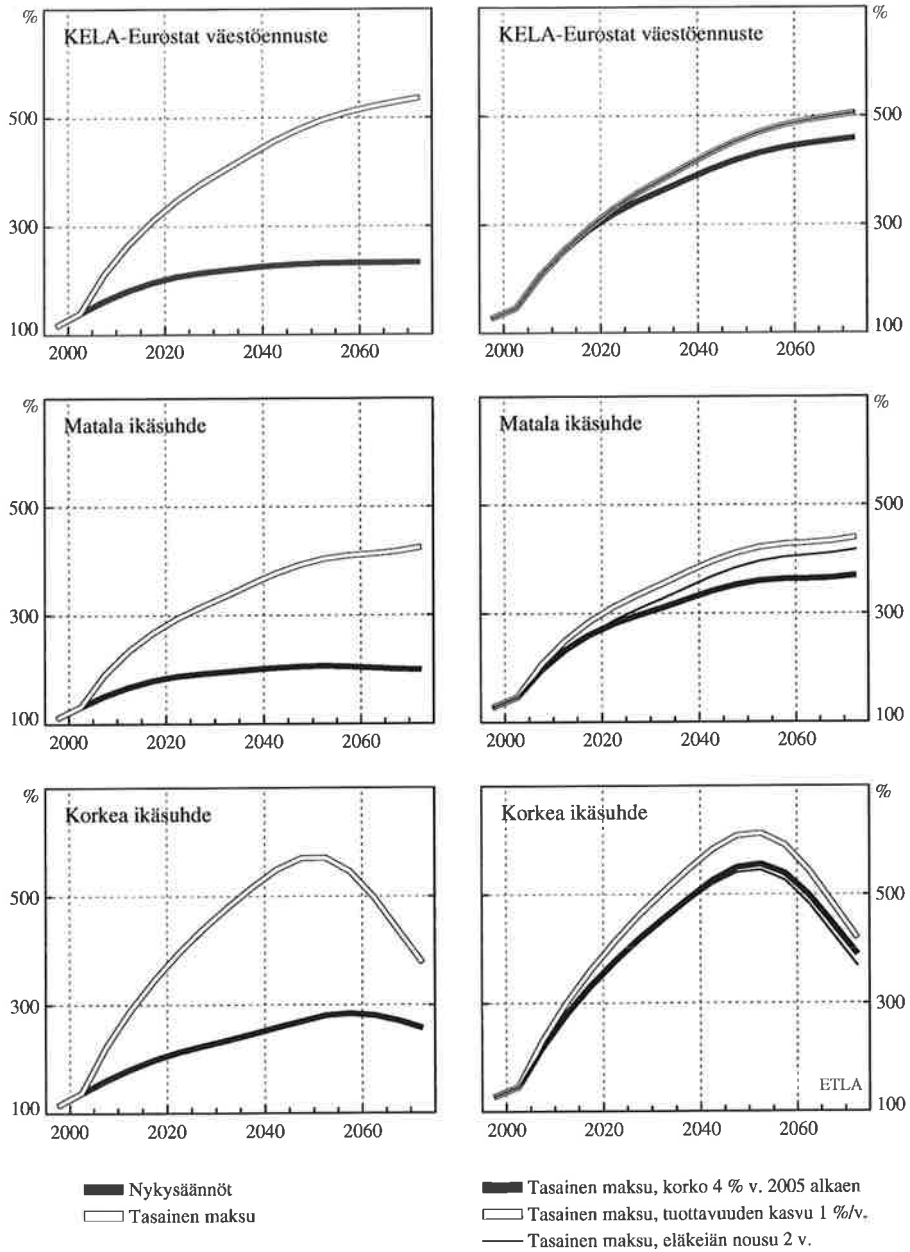 %
KELA-Eurostat väestöennuste
500
300
100
2000 2020 2040 2060
%
KELA-Eurostat väestöennuste
500
300
100
2000 2020 2040 2060
%
Matala ikäsuhde
500
300
100
2000 2020 2040 2060
%
Matala ikäsuhde
500
300
100
2000 2020 2040 2060
%
Korkea ikäsuhde
500
300
100
2000 2020 2040 2060
%
Korkea ikäsuhde
500
300
ETLA
100
2000 2020 2040 2060
Nykysäännöt
Tasainen maksu
Tasainen maksu, korko 4 % v. 2005 alkaen
Tasainen maksu, tuottavuuden kasvu 1 %/v.
Tasainen maksu, eläkeiän nousu 2 v.